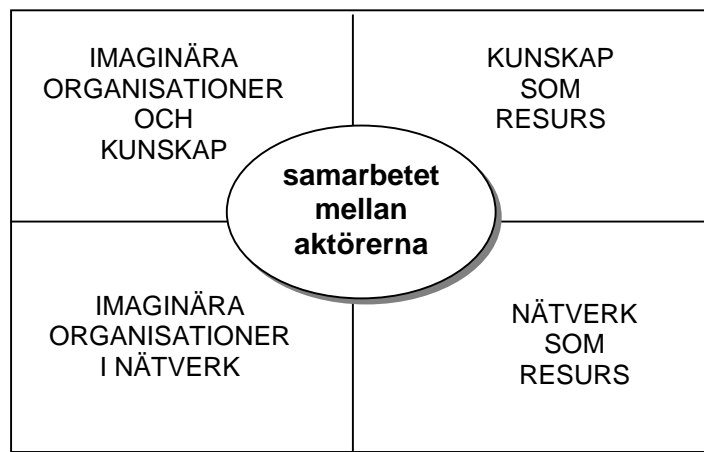 IMAGINÄRA
ORGANISATIONER
OCH
KUNSKAP
KUNSKAP
SOM
RESURS
samarbetet
mellan
aktörerna
IMAGINÄRA
ORGANISATIONER
I NÄTVERK
NÄTVERK
SOM
RESURS